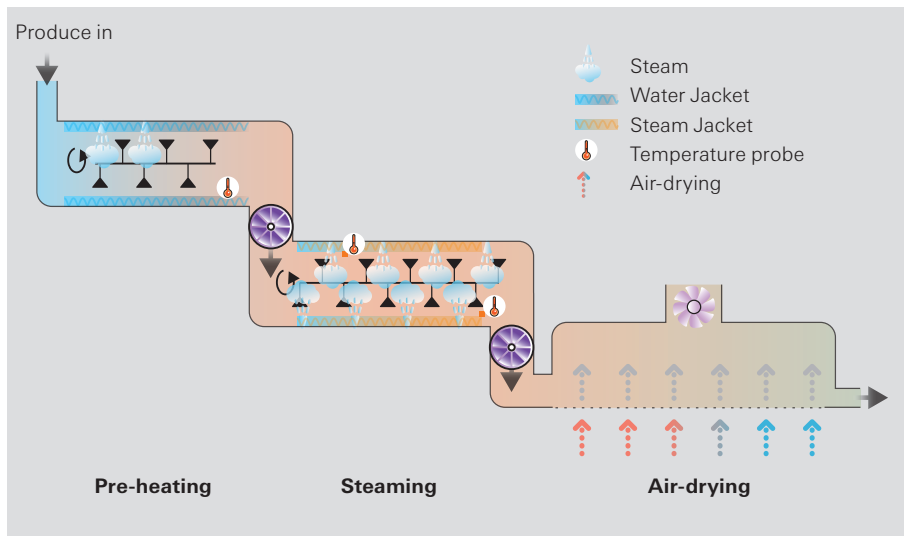 Produce in
Steam
Water Jacket
Steam Jacket
Temperature probe
Air-drying
Pre-heating
Steaming
Air-drying